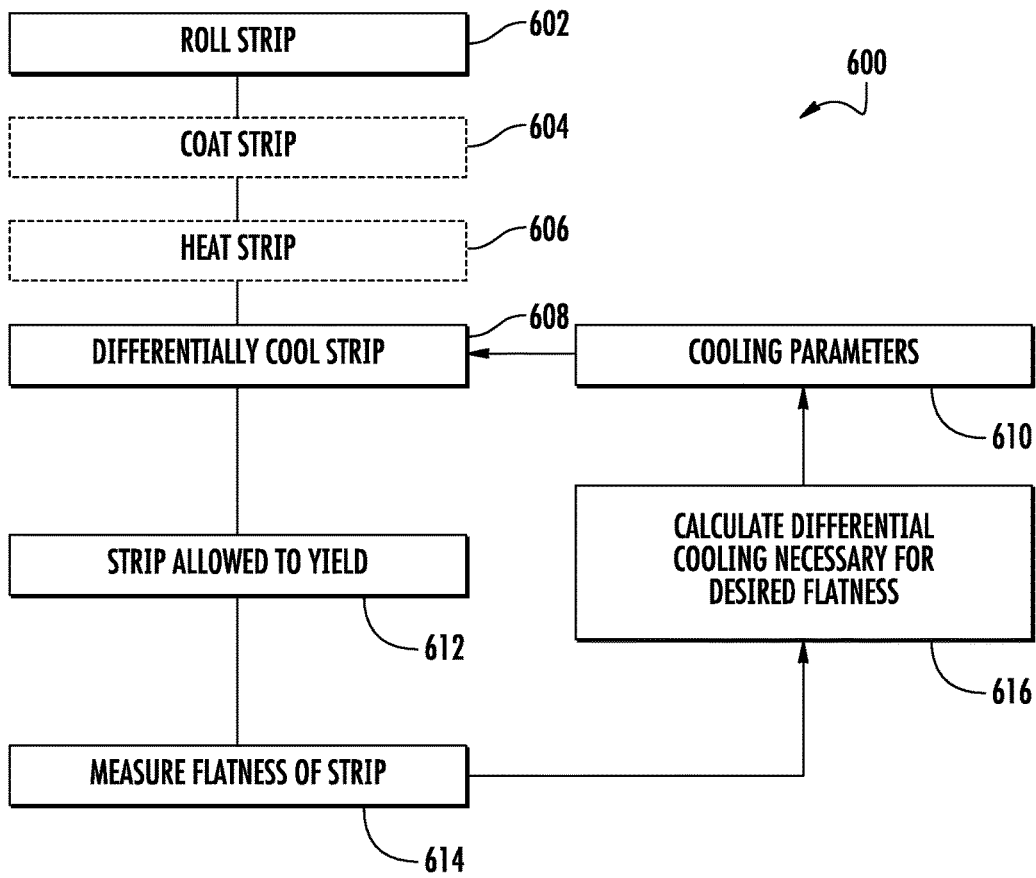 ROLL STRIP
602
600
COAT STRIP
604
HEAT STRIP
606
608
DIFFERENTIALLY COOL STRIP
COOLING PARAMETERS
610
CALCULATE DIFFERENTIAL
COOLING NECESSARY FOR
DESIRED FLATNESS
STRIP ALLOWED TO YIELD
612
616
MEASURE FLATNESS OF STRIP
614